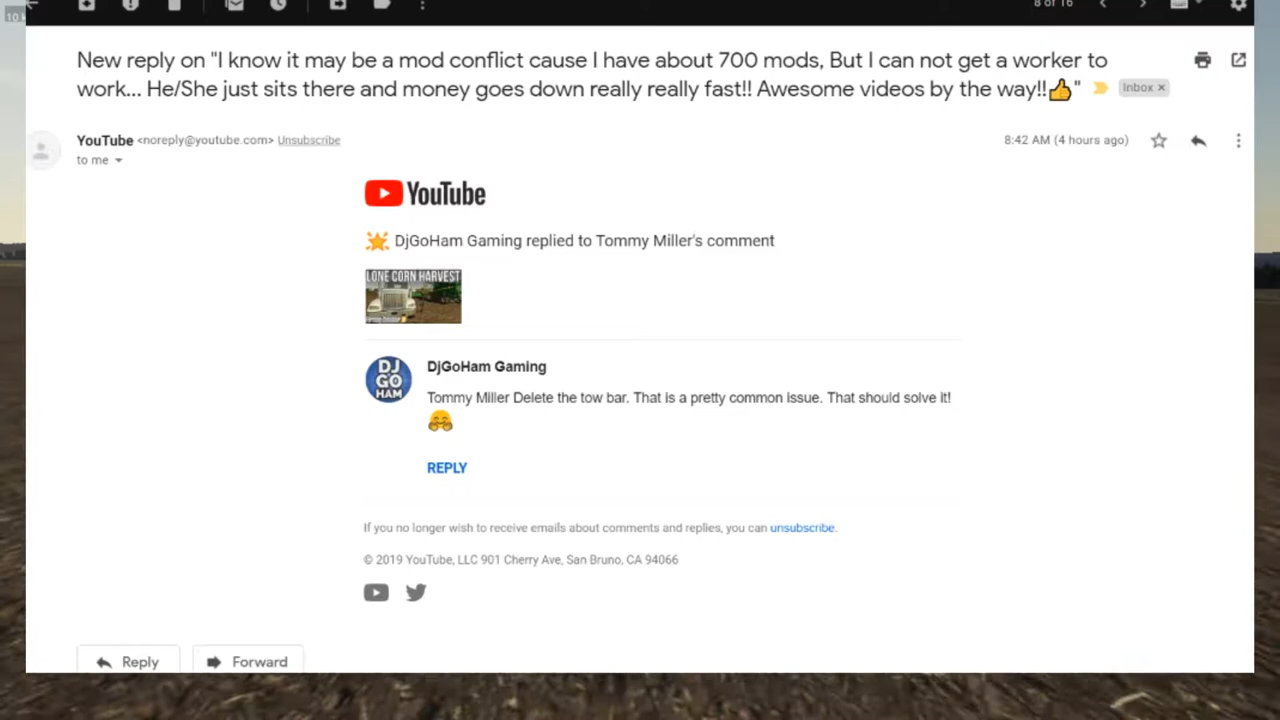 10
8 of 16
New reply on "I know it may be a mod conflict cause I have about 700 mods, But I can not get a worker to
work... He/She just sits there and money goes down really really fast!! Awesome videos by the way!!👍"
Inbox ×
YouTube <noreply@youtube.com> Unsubscribe
8:42 AM (4 hours ago)
to me
YouTube
🌟 DjGoHam Gaming replied to Tommy Miller's comment
LONE CORN HARVEST
DJ
GO
HAM
DjGoHam Gaming
Tommy Miller Delete the tow bar. That is a pretty common issue. That should solve it!
🤗
REPLY
If you no longer wish to receive emails about comments and replies, you can unsubscribe.
© 2019 YouTube, LLC 901 Cherry Ave, San Bruno, CA 94066
Reply
Forward